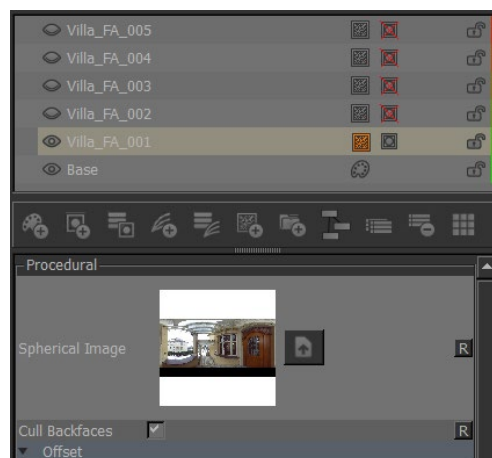 Villa_FA_005
Villa_FA_004
Villa_FA_003
Villa_FA_002
Villa_FA_001
Base
Procedural
Spherical Image
R
Cull Backfaces
R
Offset